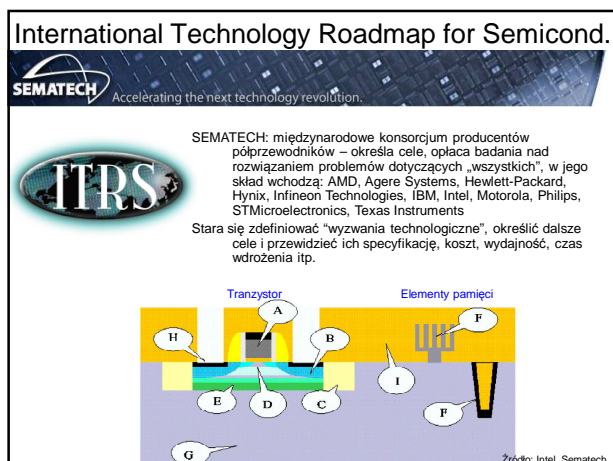 International Technology Roadmap for Semicond.
SEMATECH
Accelerating the next technology revolution.
ITRS
SEMATECH: międzynarodowe konsorcjum producentów
półprzewodników – określa cele, opłaca badania nad
rozwiązaniem problemów dotyczących „wszystkich”, w jego
skład wchodzą: AMD, Agere Systems, Hewlett-Packard,
Hynix, Infineon Technologies, IBM, Intel, Motorola, Philips,
STMicroelectronics, Texas Instruments
Stara się zdefiniować “wyzwania technologiczne”, określić dalsze
cele i przewidzieć ich specyfikację, koszt, wydajność, czas
wdrożenia itp.
Tranzystor
Elementy pamięci
A
F
H
B
I
E
D
C
F
G
Źródło: Intel, Sematech